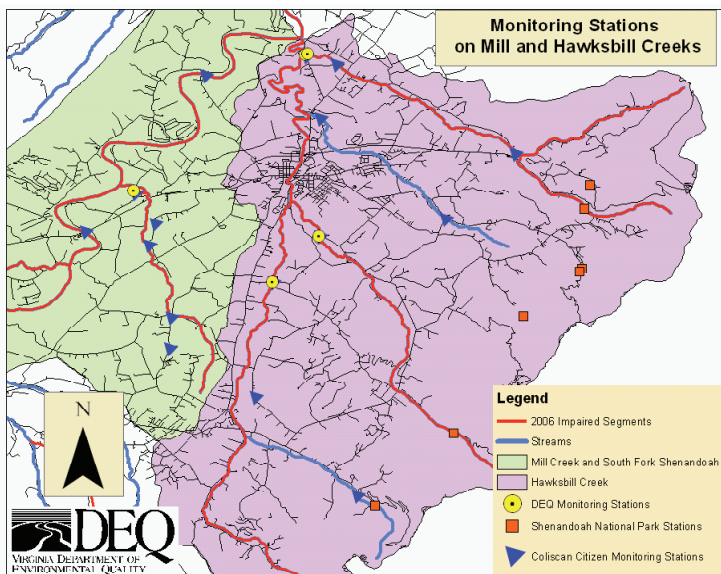 Monitoring Stations
on Mill and Hawksbill Creeks
N
Legend
2006 Impaired Segments
Streams
Mill Creek and South Fork Shenandoah
Hawksbill Creek
DEQ Monitoring Stations
Shenandoah National Park Stations
Coliscan Citizen Monitoring Stations
DEQ
VIRGINIA DEPARTMENT OF
ENVIRONMENTAL QUALITY